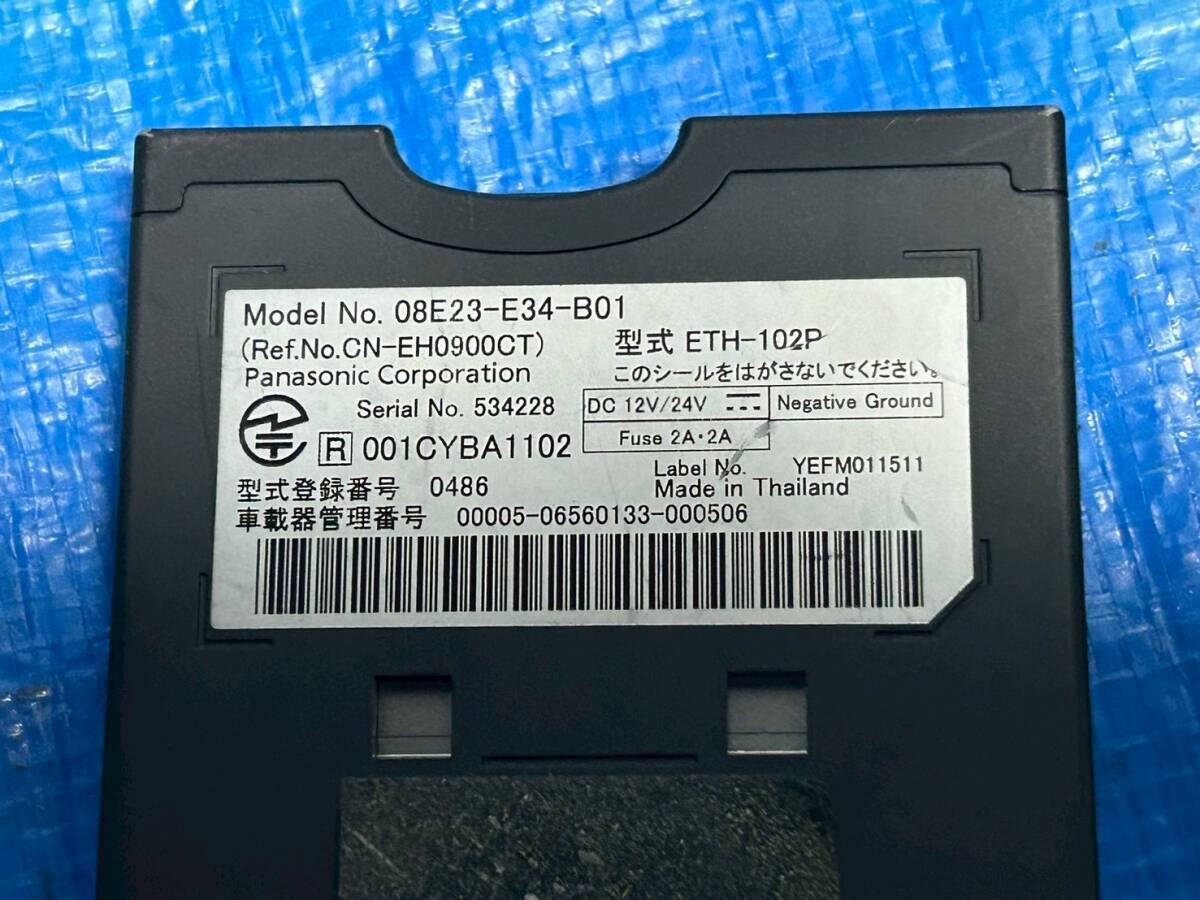 Model No. 08E23-E34-B01
(Ref.No.CN-EH0900CT) 型式 ETH-102P
Panasonic Corporation このシールをはがさないでください。
Serial No. 534228 DC 12V/24V Negative Ground
R 001CYBA1102 Fuse 2A・2A
Label No. YEFM011511
型式登録番号 0486 Made in Thailand
車載器管理番号 00005-06560133-000506